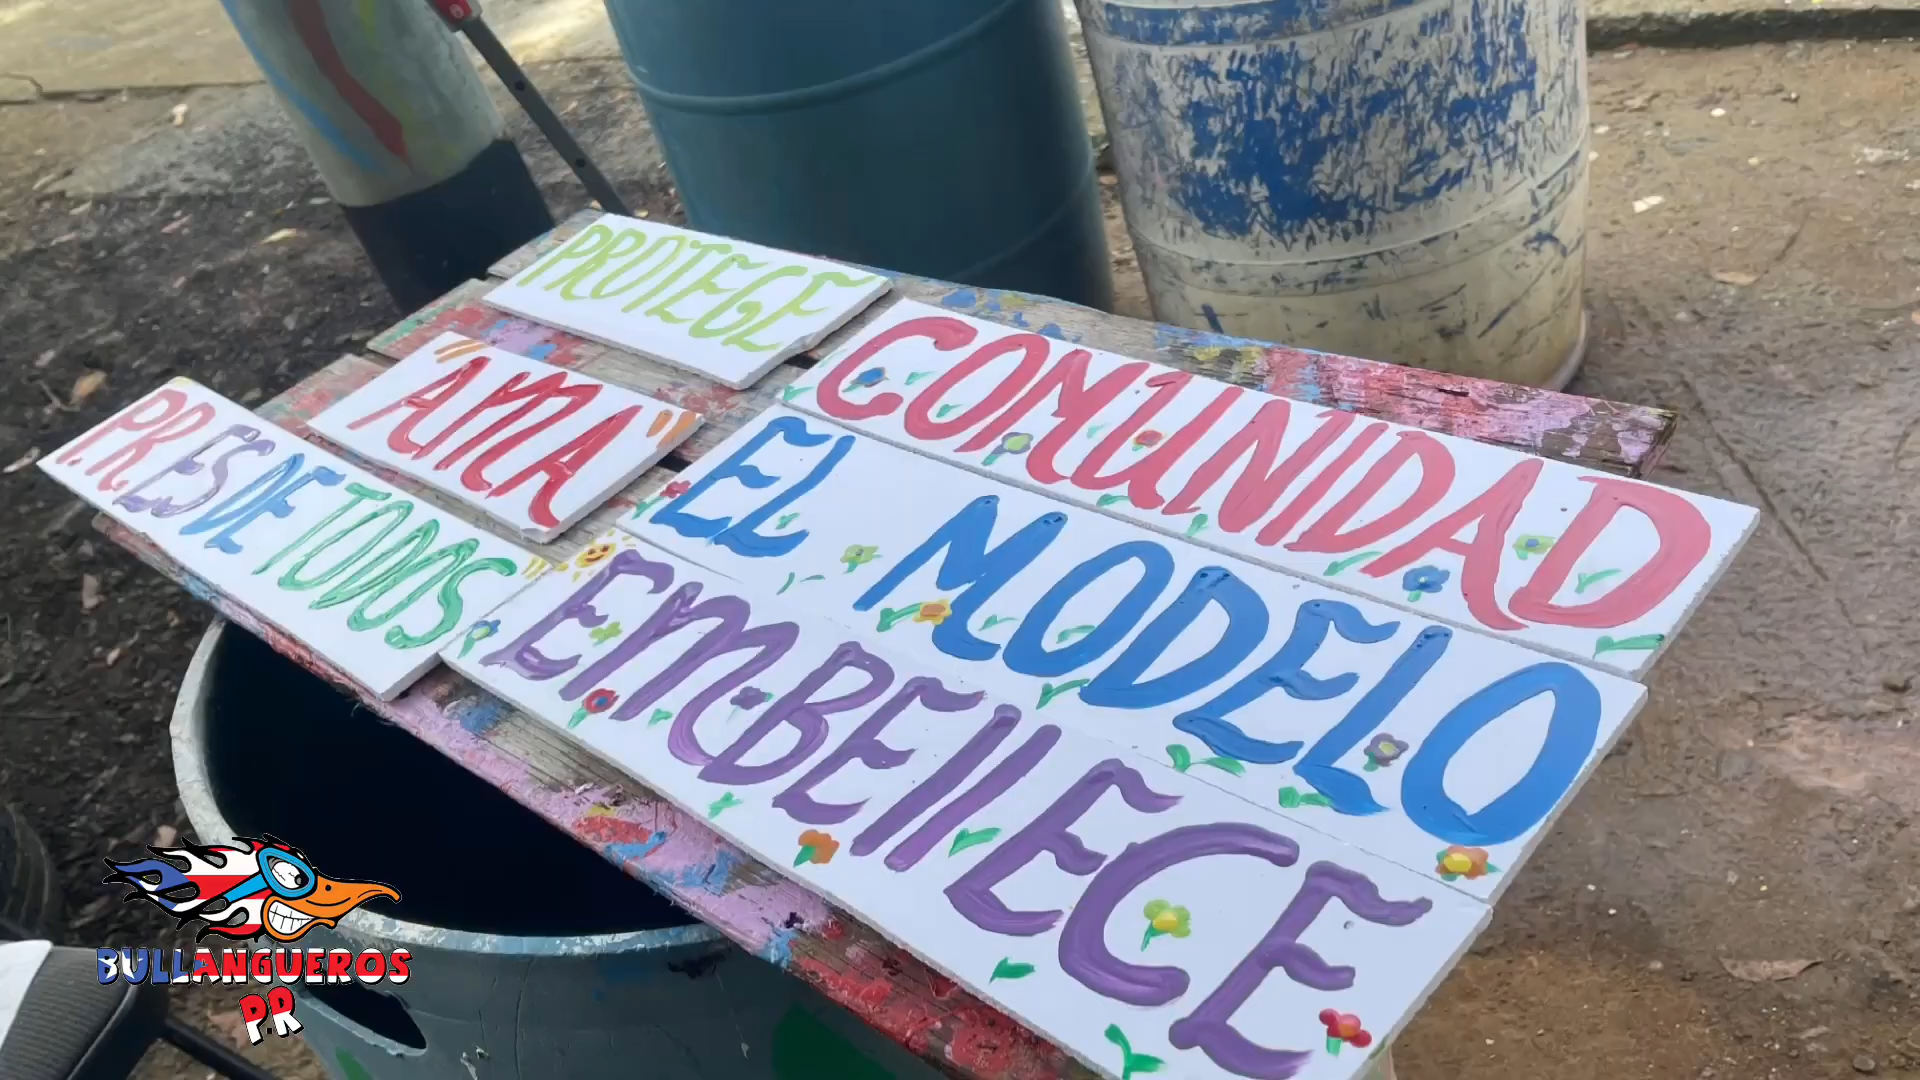 PROTEGE
"AMA"
P.R. ES DE TODOS
COMUNIDAD
EL MODELO
EMBELLECE
BULLANGUEROS
P.R